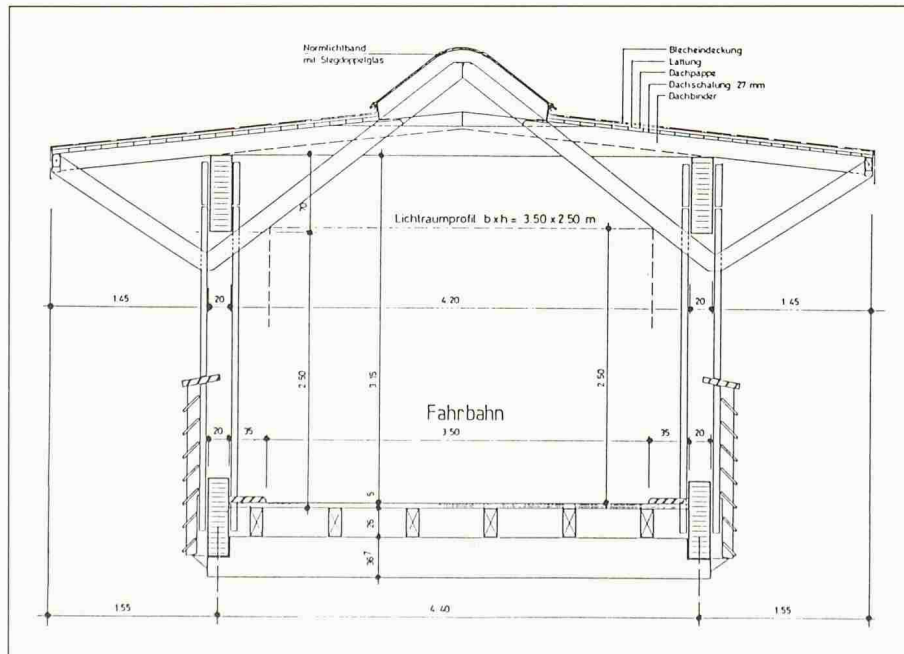 Normlichtband
mit Stegdoppelglas
Blecheindeckung
Lattung
Dachpappe
Dachschalung 27 mm
Dachbinder
70
Lichtraumprofil b x h = 3.50 x 2.50 m
1.45
20
4.20
20
1.45
2.50
3.15
2.50
Fahrbahn
20
35
3.50
35
20
5
25
36⁷
1.55
4.40
1.55